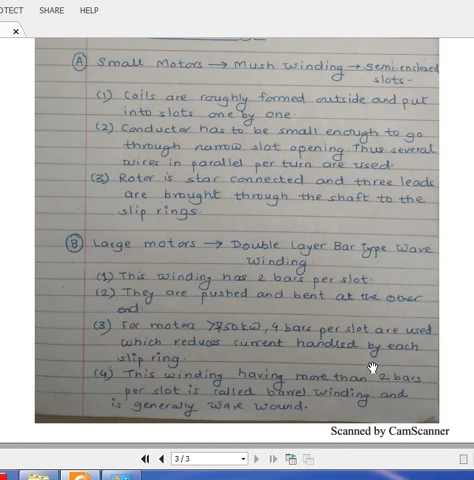 OTECT SHARE HELP
×
(A) Small Motors → Mush Winding → semi-enclosed
slots -
(1) Coils are roughly formed outside and put
into slots one by one.
(2) Conductor has to be small enough to go
through narrow slot opening. Thus several
wires in parallel per turn are used.
(3) Rotor is star connected and three leads
are brought through the shaft to the
slip rings.
(B) Large motors → Double Layer Bar Type Wave
Winding
(1) This winding has 2 bars per slot.
(2) They are pushed and bent at the other
end.
(3) For motors >750kW, 4 bars per slot are used
which reduces current handled by each
slip ring.
(4) This winding having more than 2 bars
per slot is called barrel winding and
is generally wave wound.
Scanned by CamScanner
3 / 3